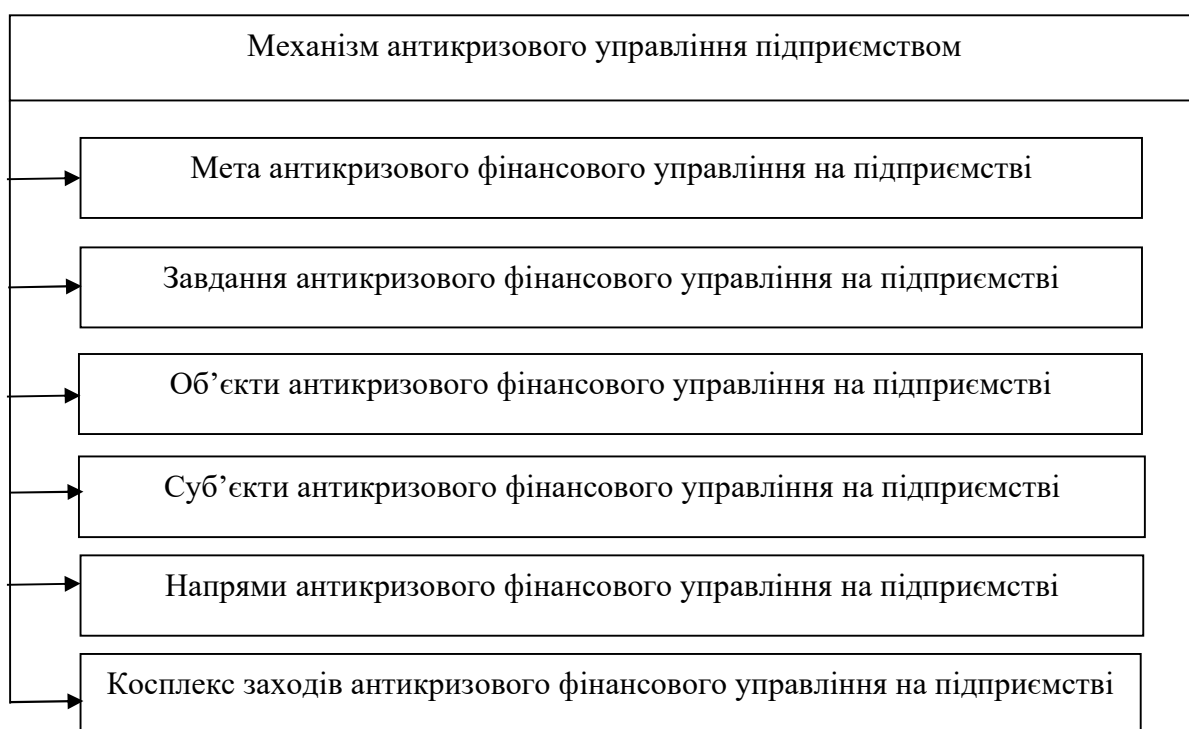 Механізм антикризового управління підприємством
Мета антикризового фінансового управління на підприємстві
Завдання антикризового фінансового управління на підприємстві
Об’єкти антикризового фінансового управління на підприємстві
Суб’єкти антикризового фінансового управління на підприємстві
Напрями антикризового фінансового управління на підприємстві
Косплекс заходів антикризового фінансового управління на підприємстві